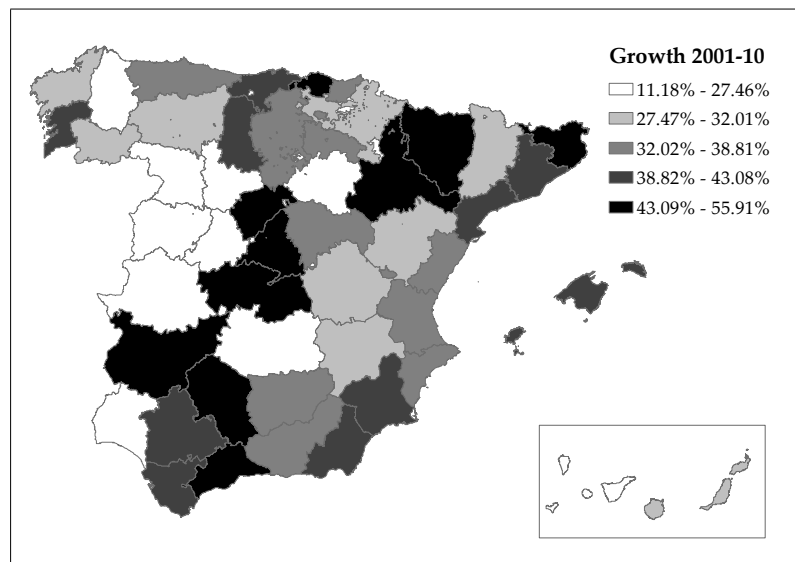 Growth 2001-10
11.18% - 27.46%
27.47% - 32.01%
32.02% - 38.81%
38.82% - 43.08%
43.09% - 55.91%